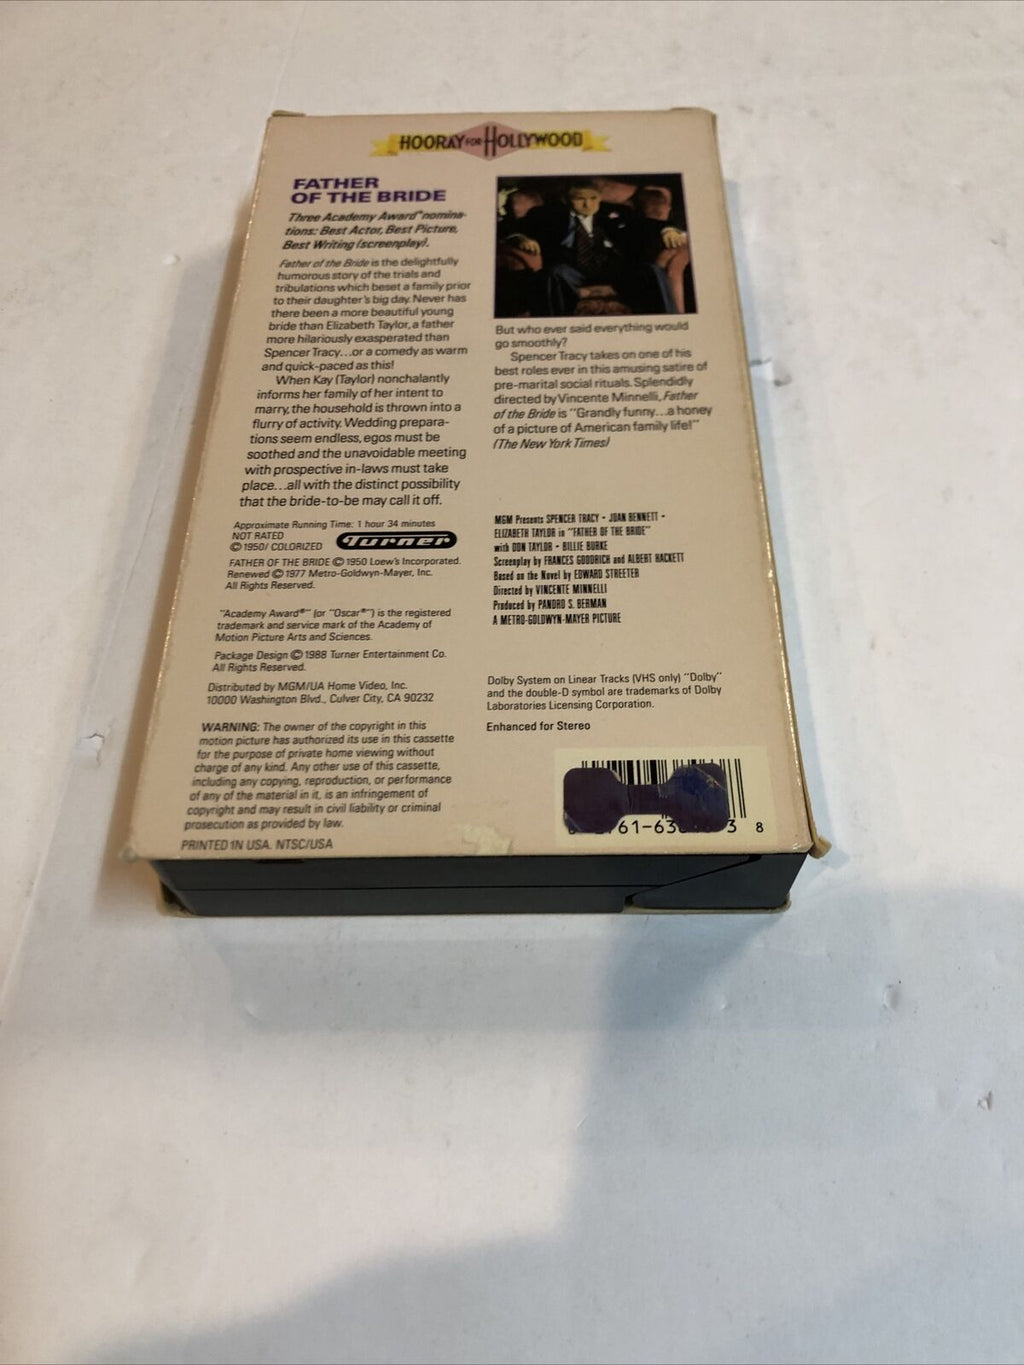 HOORAY FOR HOLLYWOOD
FATHER
OF THE BRIDE
Three Academy Award® nomina-
tions: Best Actor, Best Picture,
Best Writing (screenplay).
Father of the Bride is the delightfully
humorous story of the trials and
tribulations which beset a family prior
to their daughter's big day. Never has
there been a more beautiful young
bride than Elizabeth Taylor, a father
more hilariously exasperated than
Spencer Tracy...or a comedy as warm
and quick-paced as this!
When Kay (Taylor) nonchalantly
informs her family of her intent to
marry, the household is thrown into a
flurry of activity. Wedding prepara-
tions seem endless, egos must be
soothed and the unavoidable meeting
with prospective in-laws must take
place...all with the distinct possibility
that the bride-to-be may call it off.
Approximate Running Time: 1 hour 34 minutes
NOT RATED
© 1950/ COLORIZED
Turner
FATHER OF THE BRIDE © 1950 Loew's Incorporated.
Renewed © 1977 Metro-Goldwyn-Mayer, Inc.
All Rights Reserved.
"Academy Award®" (or "Oscar®") is the registered
trademark and service mark of the Academy of
Motion Picture Arts and Sciences.
Package Design © 1988 Turner Entertainment Co.
All Rights Reserved.
Distributed by MGM/UA Home Video, Inc.
10000 Washington Blvd., Culver City, CA 90232
WARNING: The owner of the copyright in this
motion picture has authorized its use in this cassette
for the purpose of private home viewing without
charge of any kind. Any other use of this cassette,
including any copying, reproduction, or performance
of any of the material in it, is an infringement of
copyright and may result in civil liability or criminal
prosecution as provided by law.
PRINTED IN USA. NTSC/USA
But who ever said everything would
go smoothly?
Spencer Tracy takes on one of his
best roles ever in this amusing satire of
pre-marital social rituals. Splendidly
directed by Vincente Minnelli, Father
of the Bride is "Grandly funny...a honey
of a picture of American family life!"
(The New York Times)
MGM Presents SPENCER TRACY • JOAN BENNETT •
ELIZABETH TAYLOR in "FATHER OF THE BRIDE"
with DON TAYLOR • BILLIE BURKE
Screenplay by FRANCES GOODRICH and ALBERT HACKETT
Based on the Novel by EDWARD STREETER
Directed by VINCENTE MINNELLI
Produced by PANDRO S. BERMAN
A METRO-GOLDWYN-MAYER PICTURE
Dolby System on Linear Tracks (VHS only) "Dolby"
and the double-D symbol are trademarks of Dolby
Laboratories Licensing Corporation.
Enhanced for Stereo
3 8